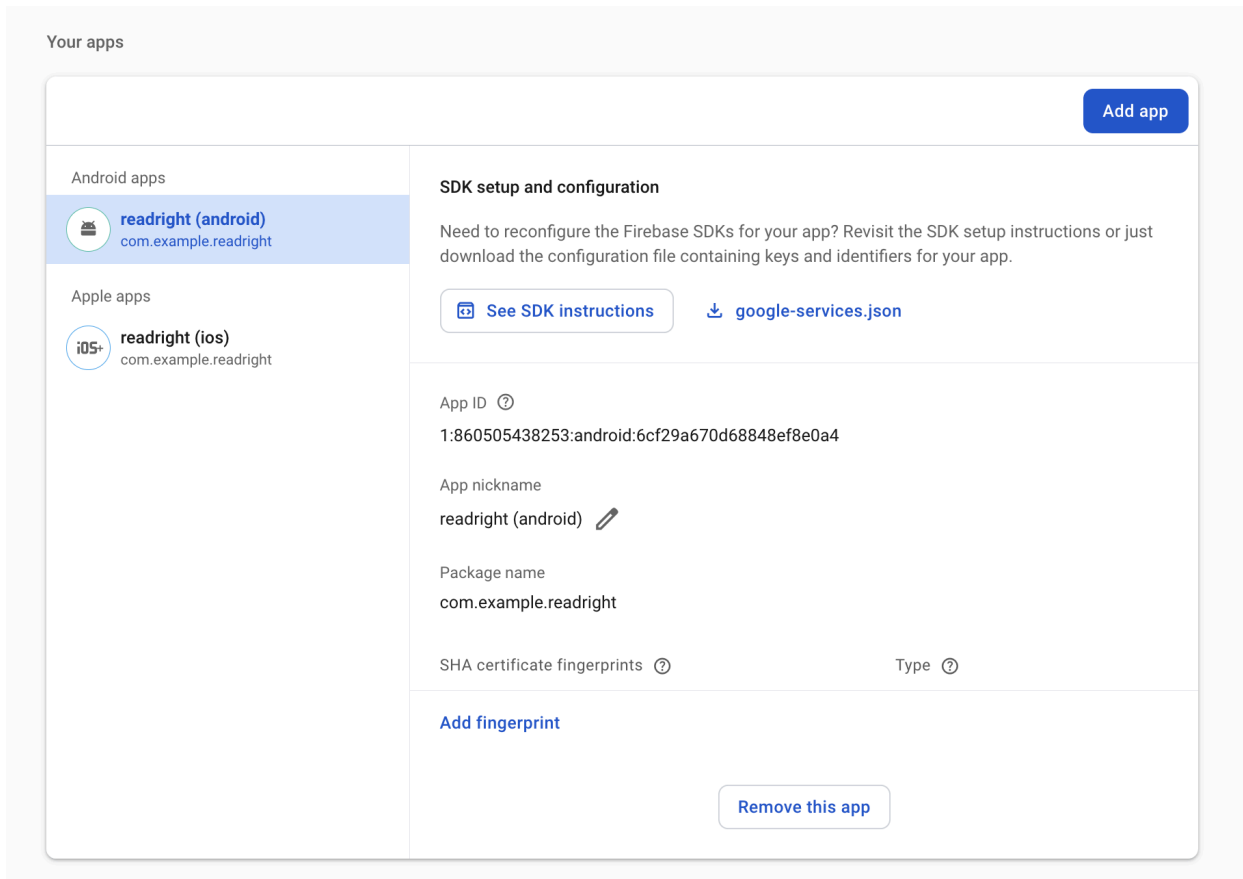 Your apps
Add app
Android apps
readright (android)
com.example.readright
Apple apps
iOS+
readright (ios)
com.example.readright
SDK setup and configuration
Need to reconfigure the Firebase SDKs for your app? Revisit the SDK setup instructions or just
download the configuration file containing keys and identifiers for your app.
See SDK instructions
google-services.json
App ID
1:860505438253:android:6cf29a670d68848ef8e0a4
App nickname
readright (android)
Package name
com.example.readright
SHA certificate fingerprints
Type
Add fingerprint
Remove this app